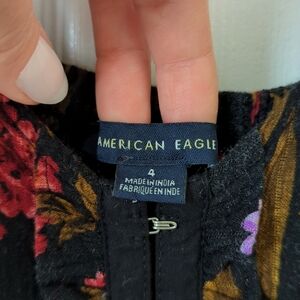 AMERICAN EAGLE
4
MADE IN INDIA
FABRIQUE EN INDE